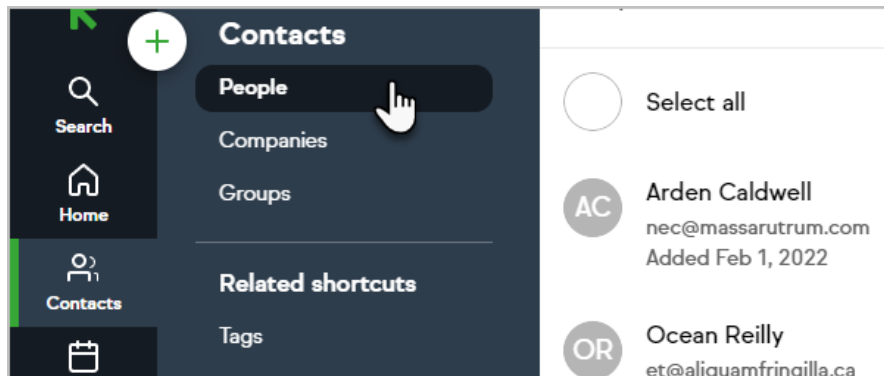 Search
Home
Contacts
Contacts
People
Companies
Groups
Related shortcuts
Tags
Select all
AC
Arden Caldwell
nec@massarutrum.com
Added Feb 1, 2022
OR
Ocean Reilly
et@aliquamfringilla.ca